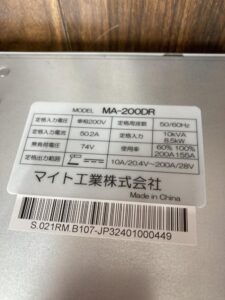 MODEL MA-200DR
定格入力電圧 単相200V 定格周波数 50/60Hz
定格入力電流 50.2A 定格入力 10kVA 8.5kW
無負荷電圧 74V 使用率 60% 100% 200A 155A
定格出力範囲 10A/20.4V~200A/28V
マイト工業株式会社
Made in China
S.021RM.B107-JP32401000449